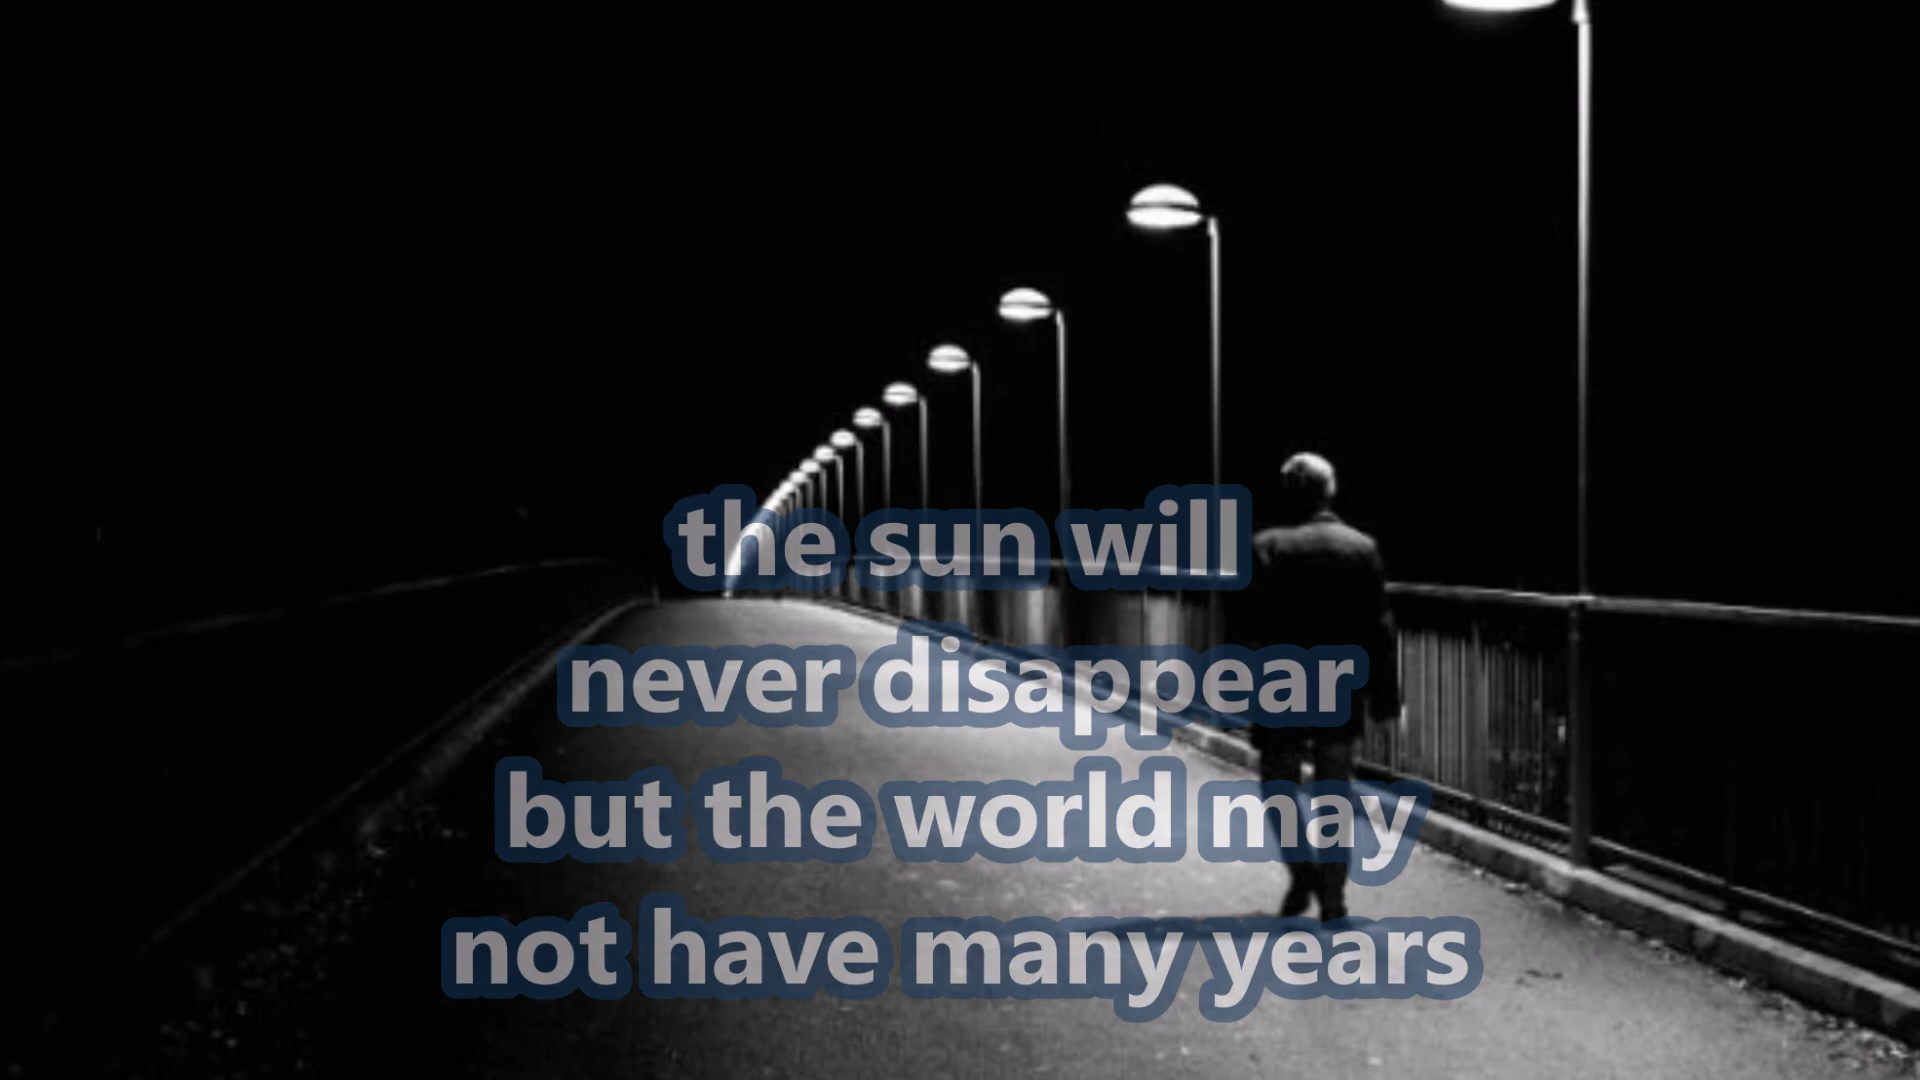 the sun will
never disappear
but the world may
not have many years